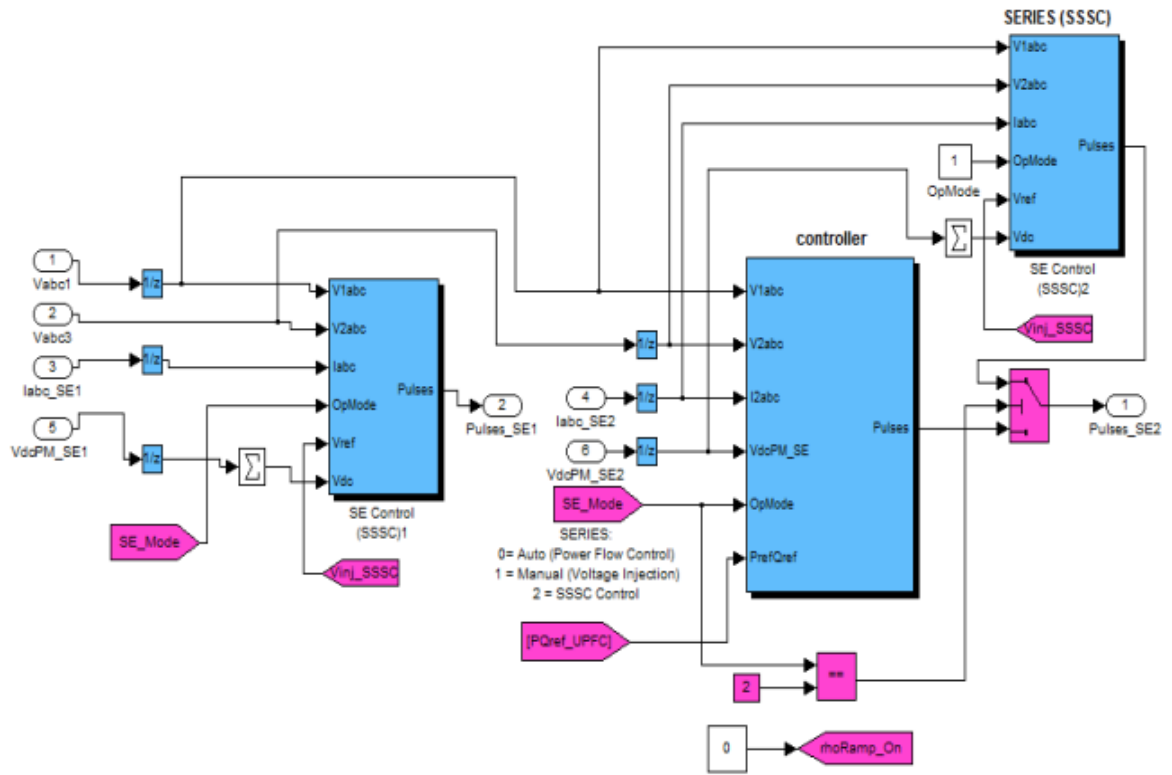 SERIES (SSSC)
V1abc
V2abc
Iabc
Pulses
1
OpMode
OpMode
Vref
Σ
Vdc
SE Control
(SSSC)2
Vinj_SSSC
1
Vabc1
1/z
2
Vabc3
3
Iabc_SE1
1/z
5
VdcPM_SE1
1/z
Σ
V1abc
V2abc
Iabc
Pulses
OpMode
Vref
Vdc
SE Control
(SSSC)1
2
Pulses_SE1
SE_Mode
Vinj_SSSC
controller
V1abc
1/z
V2abc
4
Iabc_SE2
1/z
I2abc
Pulses
6
VdcPM_SE2
1/z
VdcPM_SE
SE_Mode
OpMode
SERIES:
0= Auto (Power Flow Control)
1 = Manual (Voltage Injection)
2 = SSSC Control
PrefQref
[PQref_UPFC]
1
Pulses_SE2
2
==
0
rhoRamp_On